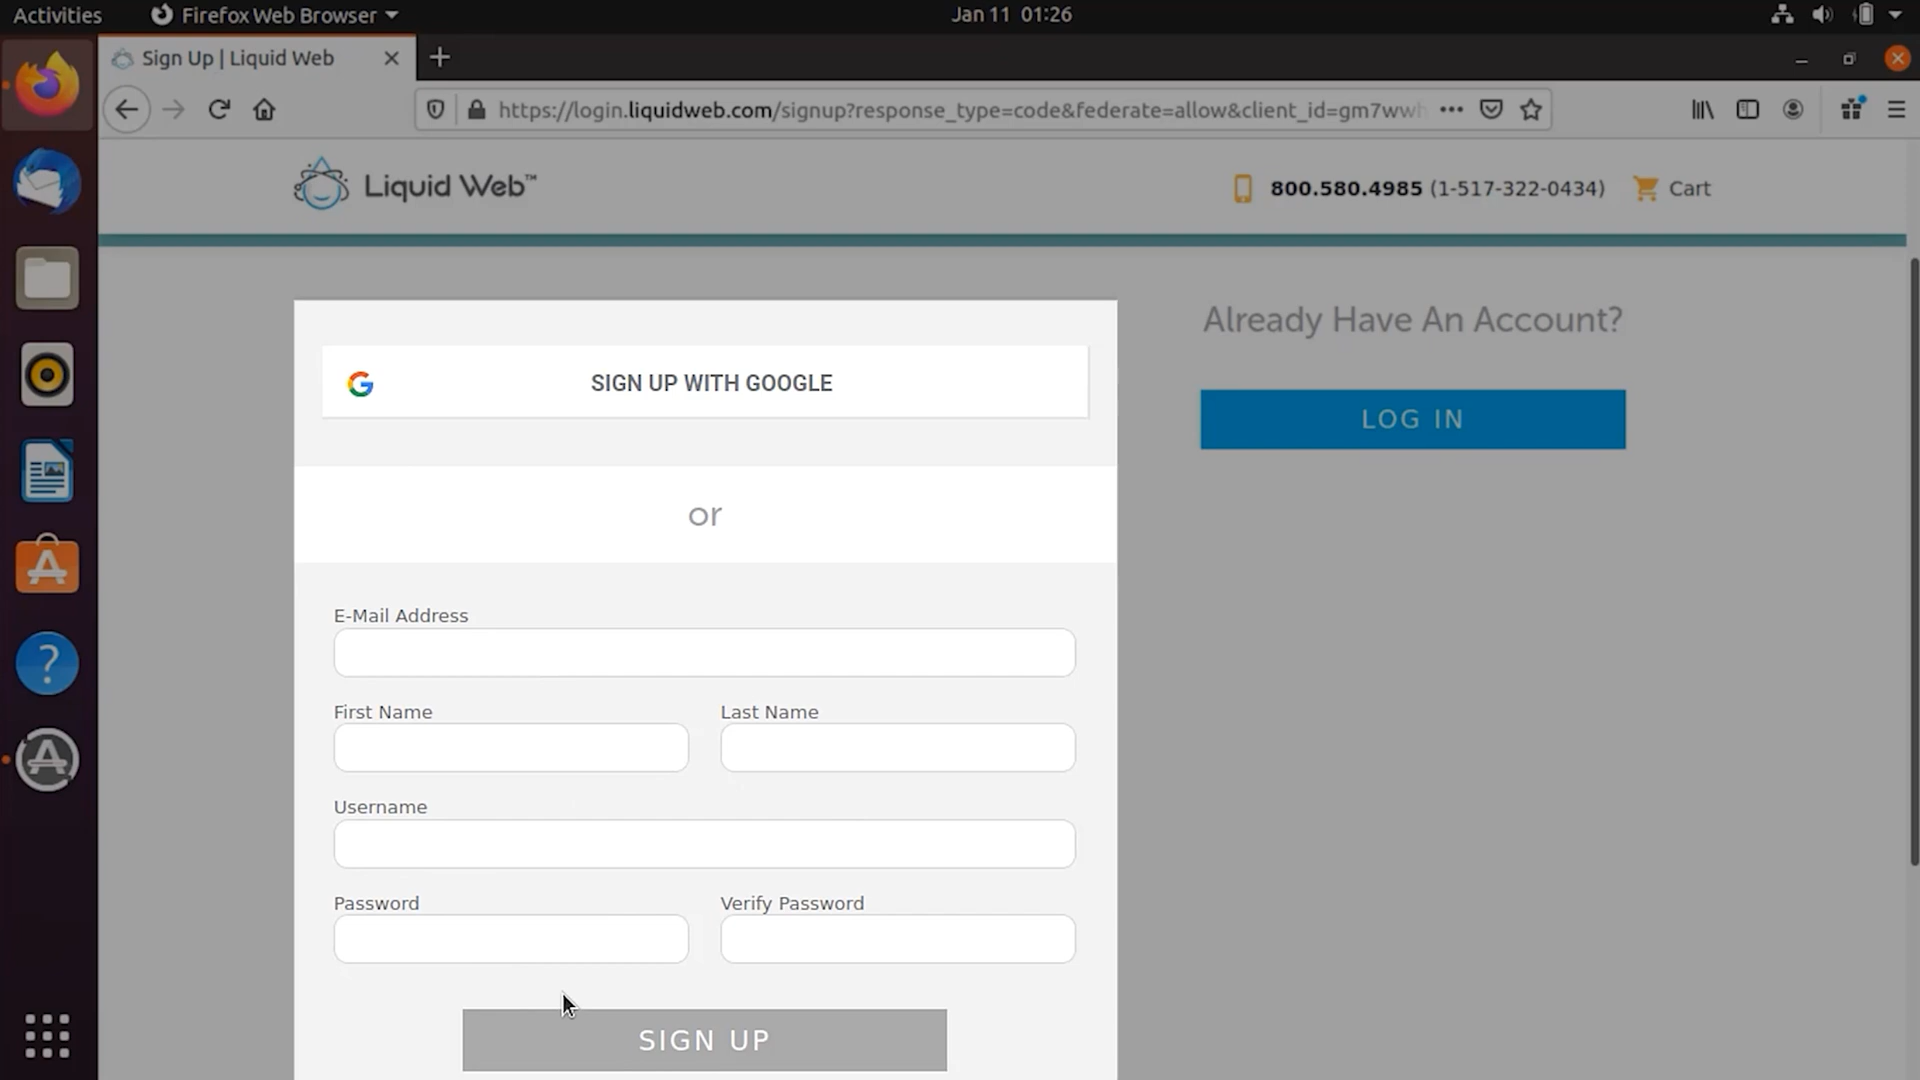 Activities Firefox Web Browser Jan 11 01:26
Sign Up | Liquid Web
https://login.liquidweb.com/signup?response_type=code&federate=allow&client_id=gm7wwh
Liquid Web™ 800.580.4985 (1-517-322-0434) Cart
Already Have An Account?
LOG IN
SIGN UP WITH GOOGLE
or
E-Mail Address
First Name Last Name
Username
Password Verify Password
SIGN UP